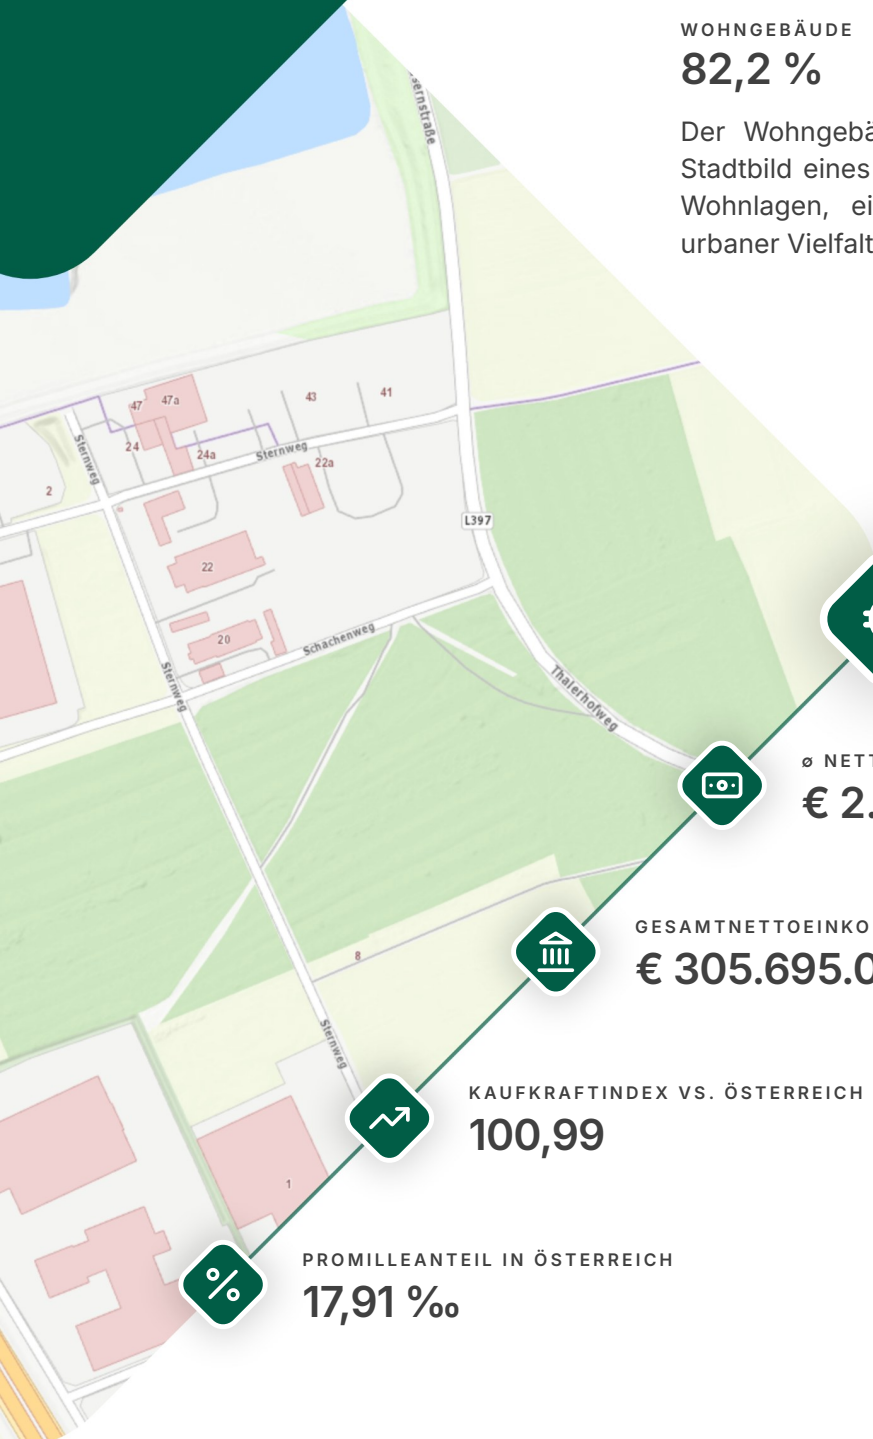 WOHNGEBÄUDE
82,2 %
Der Wohngebä
Stadtbild eines
Wohnlagen, ei
urbaner Vielfalt
sernstraße
47
47a
43
41
24
24a
Sternweg
22a
Sternweg
2
L397
22
20
Schachenweg
Sternweg
Thalerhofweg
ø NETT
€ 2.
GESAMTNETTOEINKO
€ 305.695.0
8
Sternweg
KAUFKRAFTINDEX VS. ÖSTERREICH
100,99
1
PROMILLEANTEIL IN ÖSTERREICH
17,91 ‰